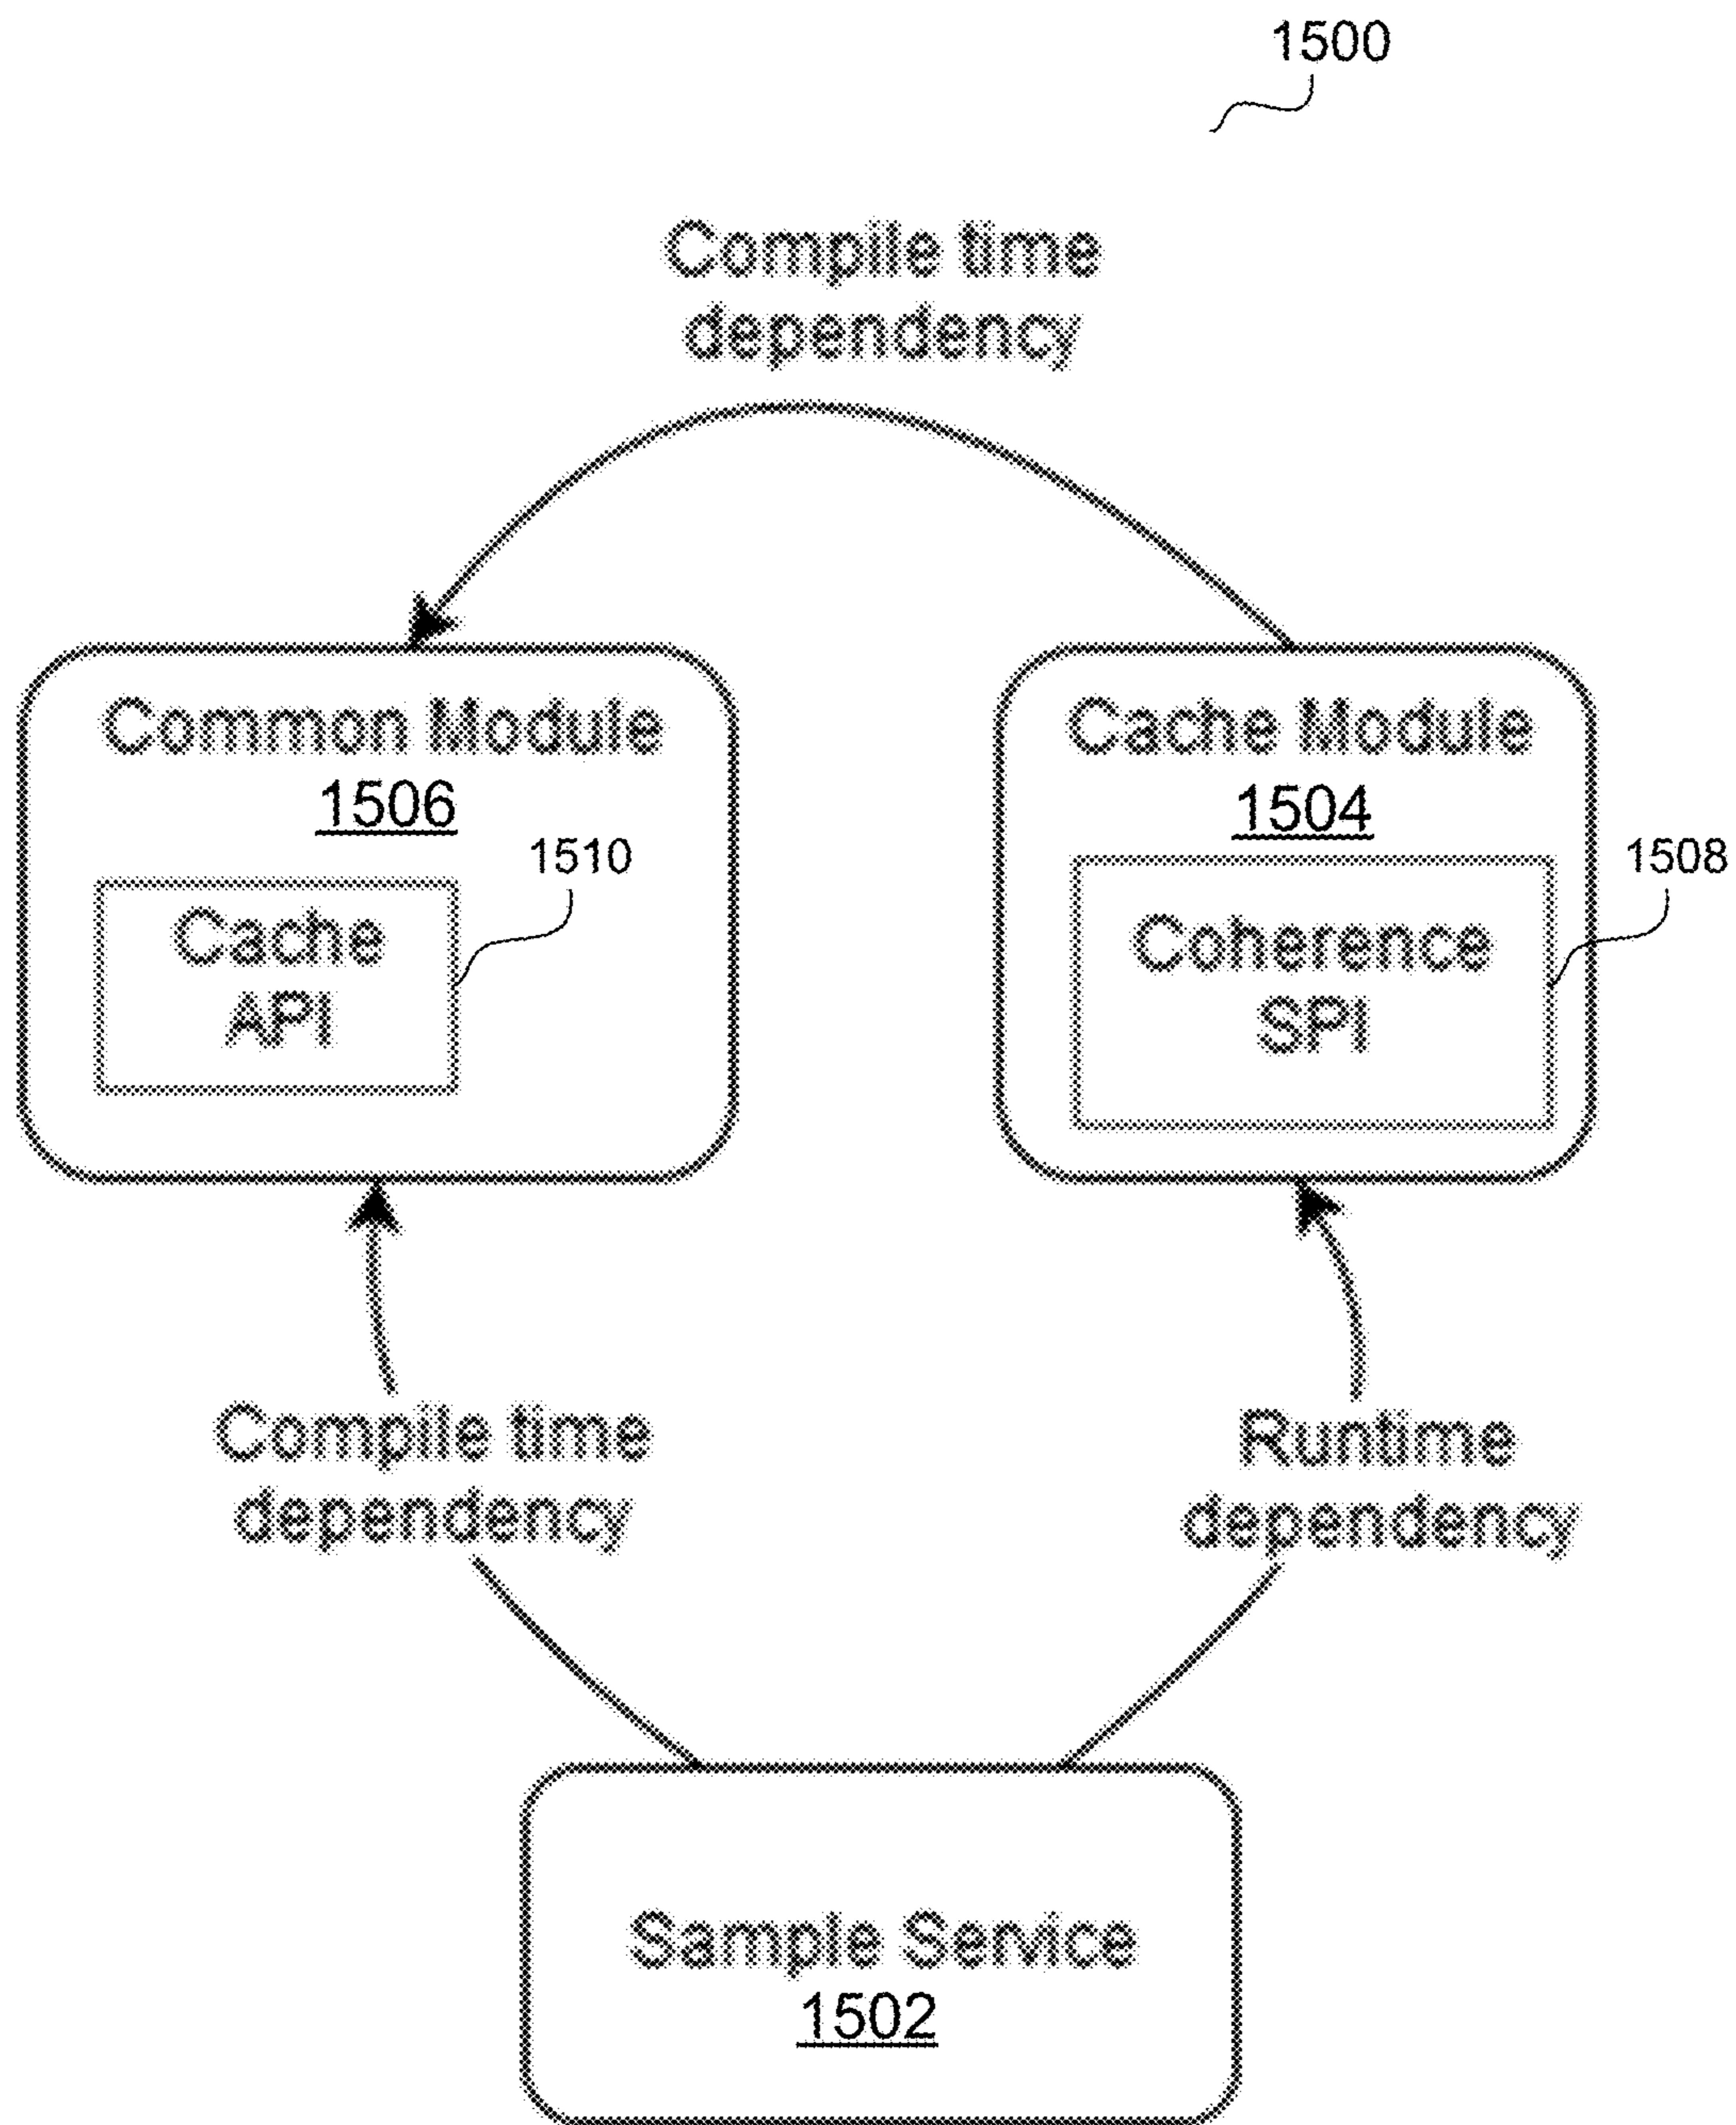 1500
Compile time
dependency
Common Module
1506
1510
Cache
API
Cache Module
1504
1508
Coherence
SPI
Compile time
dependency
Runtime
dependency
Sample Service
1502